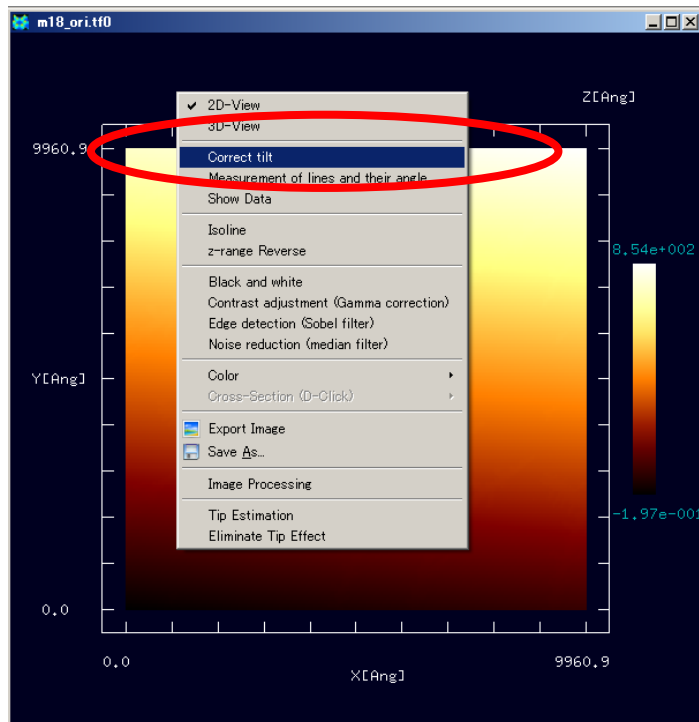 m18_ori.tf0
Z[Ang]
2D-View
3D-View
9960.9
Correct tilt
Measurement of lines and their angle
Show Data
Isoline
z-range Reverse
8.54e+002
Black and white
Contrast adjustment (Gamma correction)
Edge detection (Sobel filter)
Noise reduction (median filter)
Y[Ang]
Color
Cross-Section (D-Click)
Export Image
Save As...
Image Processing
Tip Estimation
-1.97e-001
Eliminate Tip Effect
0.0
0.0
9960.9
X[Ang]